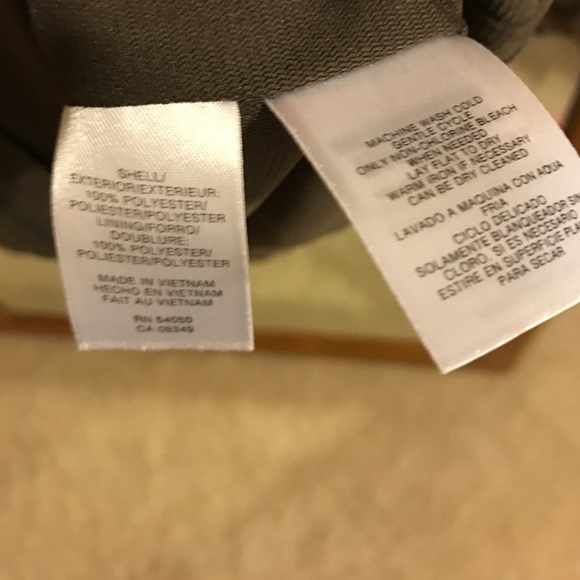 SHELL/
EXTERIOR/EXTERIEUR:
100% POLYESTER/
POLIESTER/POLYESTER
LINING/FORRO/
DOUBLURE:
100% POLYESTER/
POLIESTER/POLYESTER
MADE IN VIETNAM
HECHO EN VIETNAM
FAIT AU VIETNAM
RN 54050
CA 08349
MACHINE WASH COLD
GENTLE CYCLE
ONLY NON-CHLORINE BLEACH
WHEN NEEDED
LAY FLAT TO DRY
WARM IRON IF NECESSARY
CAN BE DRY CLEANED
LAVADO A MAQUINA CON AQUA
FRIA
CICLO DELICADO
SOLAMENTE BLANQUEADOR SIN
CLORO, SI ES NECESARIO
ESTIRE EN SUPERFICIE PLA
PARA SECAR